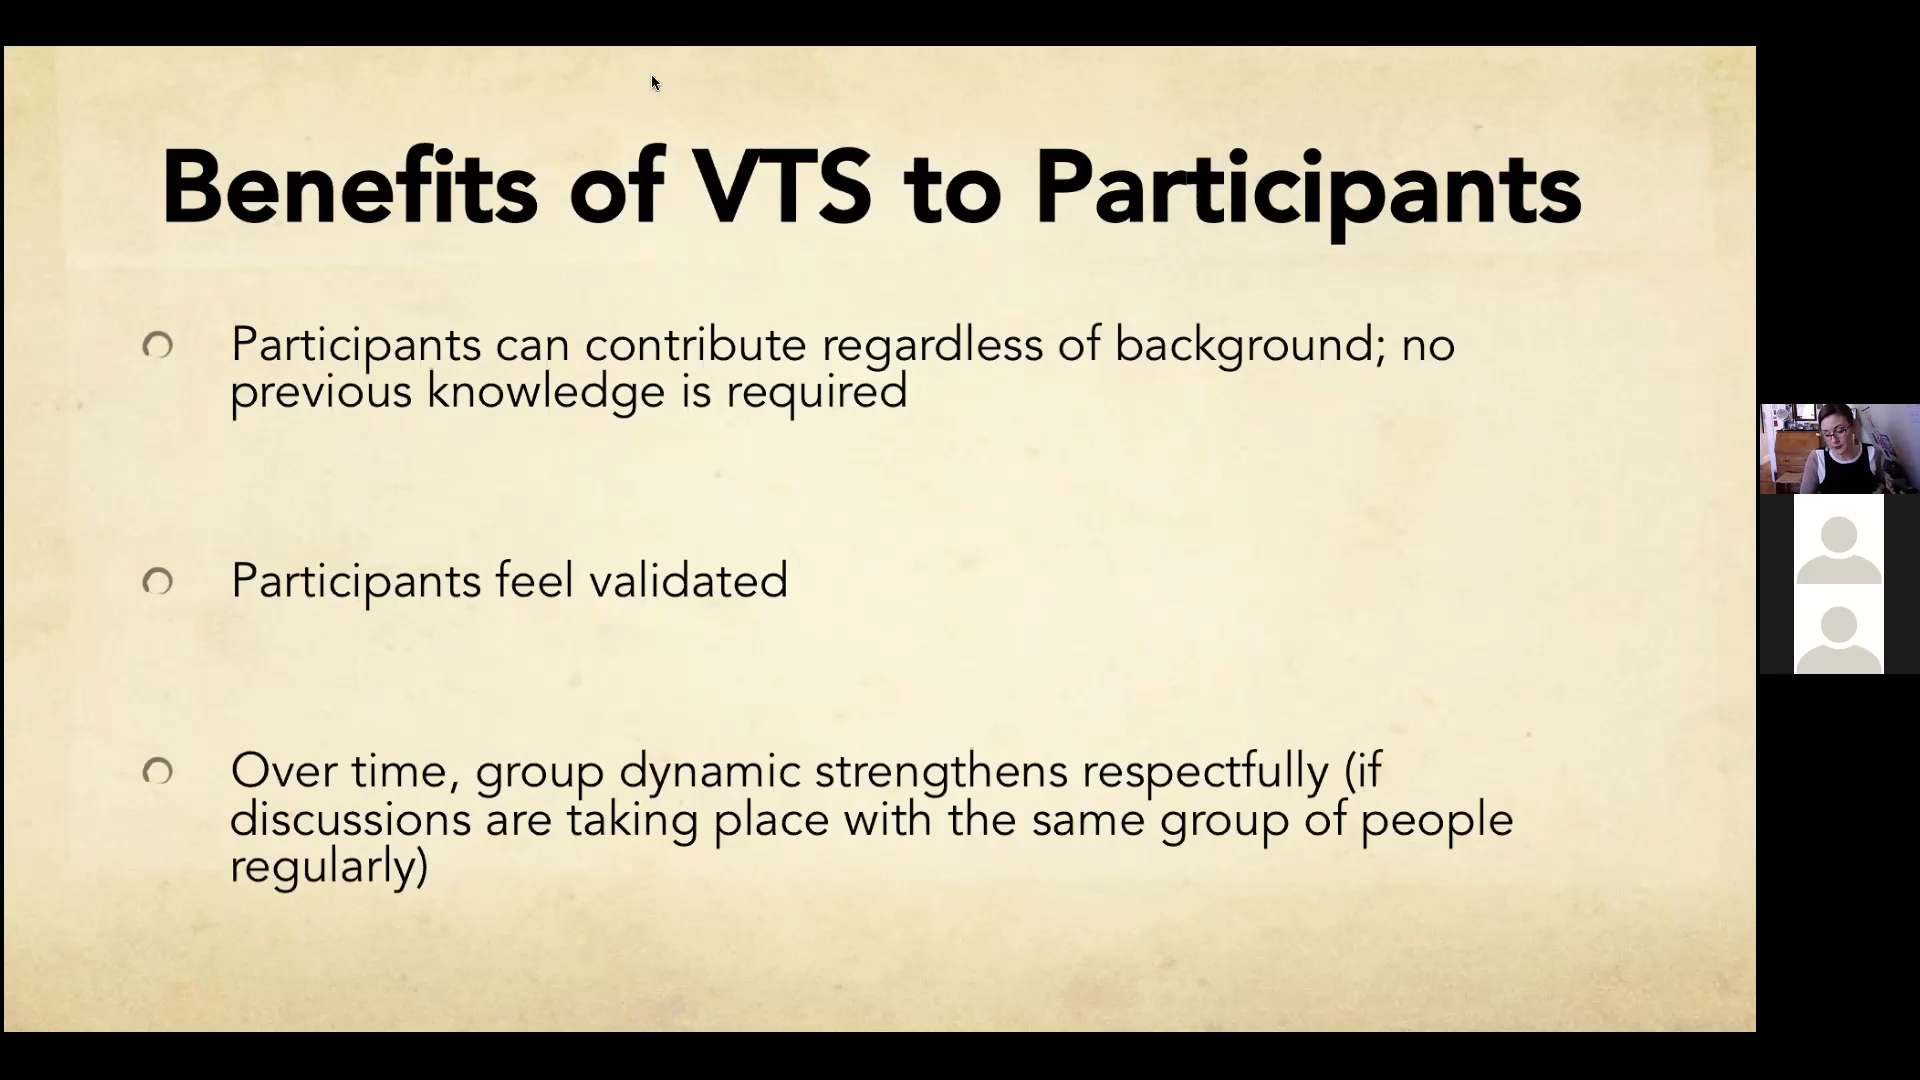 Benefits of VTS to Participants
Participants can contribute regardless of background; no
previous knowledge is required
Participants feel validated
Over time, group dynamic strengthens respectfully (if
discussions are taking place with the same group of people
regularly)